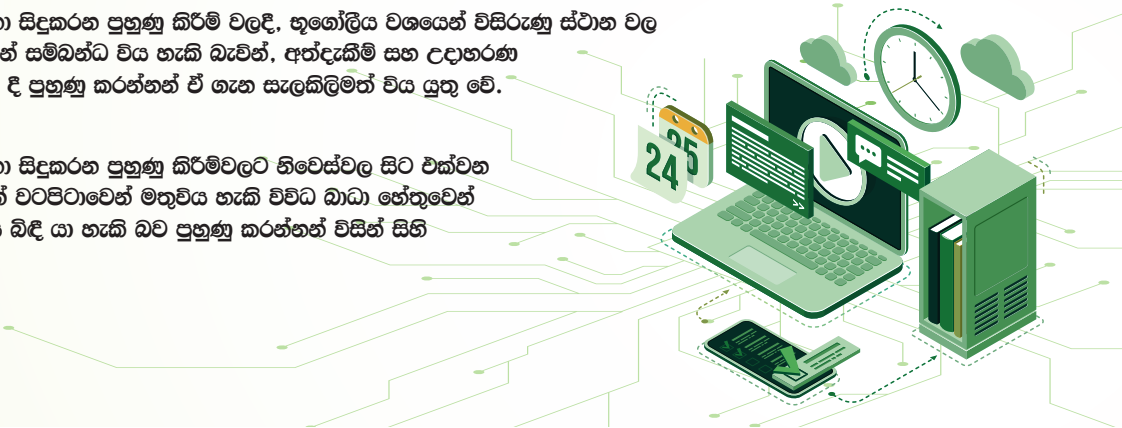 සිදුකරන පුහුණු කිරීම් වලදී, භූගෝලීය වශයෙන් විසිරුණු ස්ථාන වල
සම්බන්ධ විය හැකි බැවින්, අත්දැකීම් සහ උදාහරණ
දී පුහුණු කරන්නන් ඒ ගැන සැලකිලිමත් විය යුතු වේ.
සිදුකරන පුහුණු කිරීම්වලට නිවෙස්වල සිට එක්වන
වටපිටාවෙන් මතුවිය හැකි විවිධ බාධා හේතුවෙන්
බිඳී යා හැකි බව පුහුණු කරන්නන් විසින් සිහි
25
24